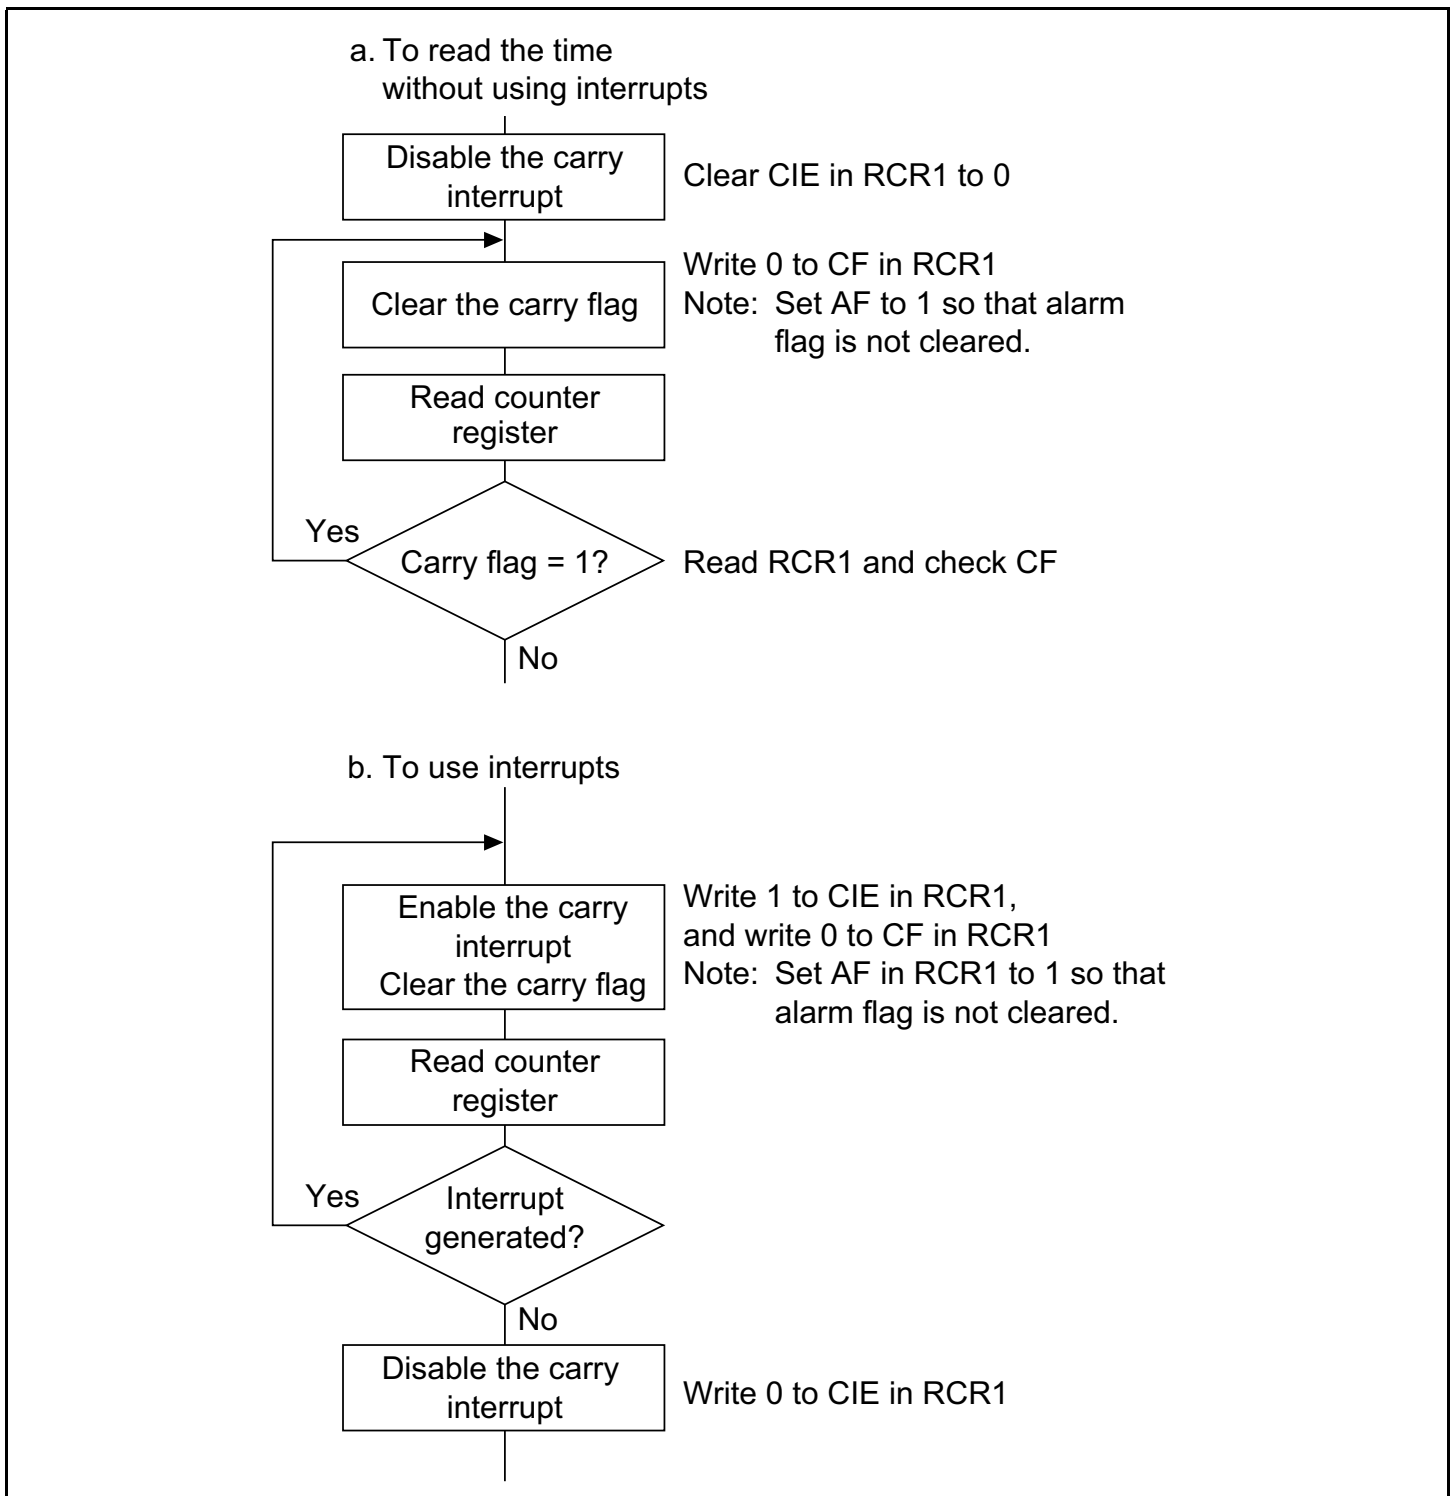 a. To read the time
without using interrupts
Disable the carry
interrupt
Clear CIE in RCR1 to 0
Clear the carry flag
Write 0 to CF in RCR1
Note: Set AF to 1 so that alarm
flag is not cleared.
Read counter
register
Yes
Carry flag = 1?
Read RCR1 and check CF
No
b. To use interrupts
Enable the carry
interrupt
Clear the carry flag
Write 1 to CIE in RCR1,
and write 0 to CF in RCR1
Note: Set AF in RCR1 to 1 so that
alarm flag is not cleared.
Read counter
register
Yes
Interrupt
generated?
No
Disable the carry
interrupt
Write 0 to CIE in RCR1